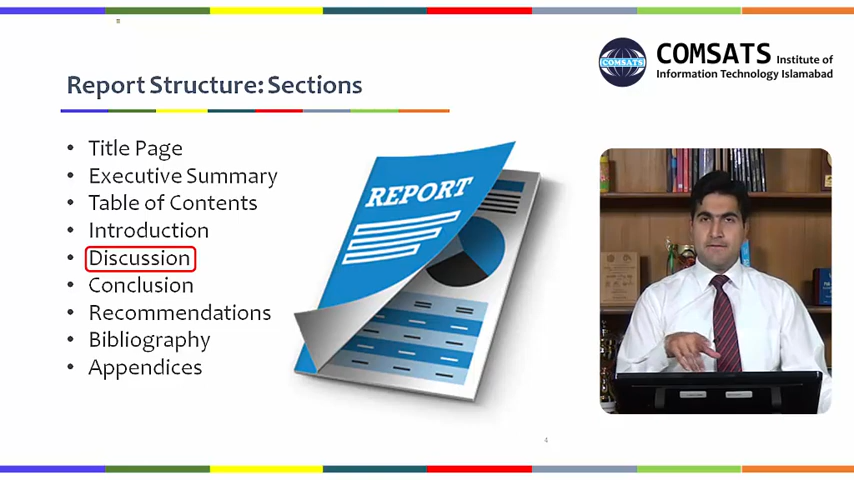 COMSATS Institute of
Information Technology Islamabad
COMSATS
Report Structure: Sections
• Title Page
• Executive Summary
• Table of Contents
• Introduction
• Discussion
• Conclusion
• Recommendations
• Bibliography
• Appendices
REPORT
4